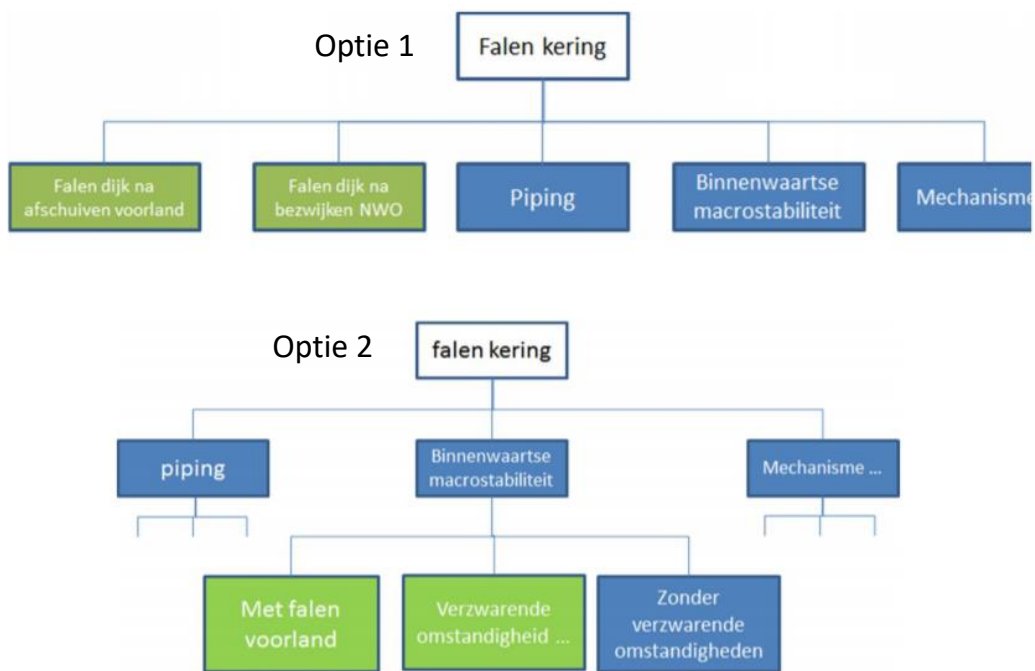 Optie 1
Falen kering
Falen dijk na
afschuiven voorland
Falen dijk na
bezwijken NWO
Piping
Binnenwaartse
macrostabiliteit
Mechanisme
Optie 2
falen kering
piping
Binnenwaartse
macrostabiliteit
Mechanisme ...
Met falen
voorland
Verzwarende
omstandigheid ...
Zonder
verzwarende
omstandigheden